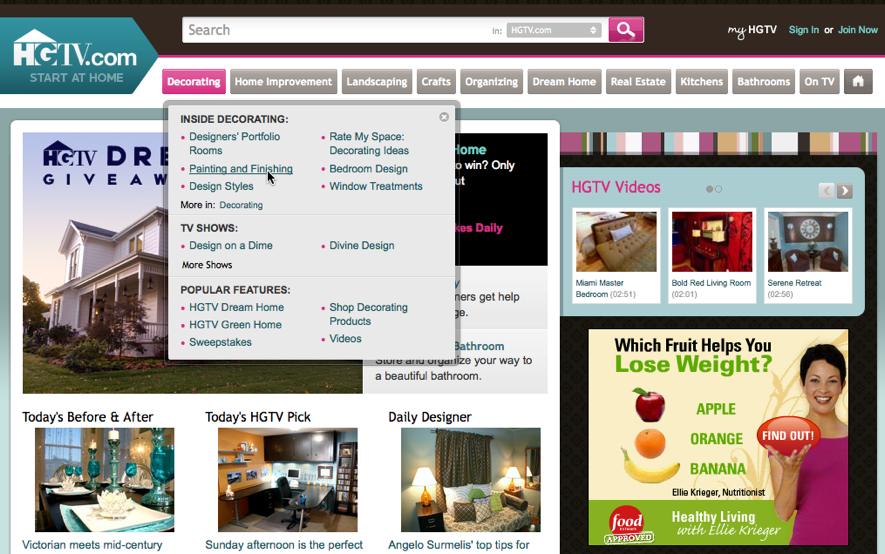 HGTV.com
START AT HOME
Search
in: HGTV.com
my HGTV
Sign In or Join Now
Decorating
Home Improvement
Landscaping
Crafts
Organizing
Dream Home
Real Estate
Kitchens
Bathrooms
On TV
HGTV DRE
GIVEAWA
INSIDE DECORATING:
Designers' Portfolio
Rooms
Painting and Finishing
Design Styles
Rate My Space:
Decorating Ideas
Bedroom Design
Window Treatments
More in: Decorating
TV SHOWS:
Design on a Dime
Divine Design
More Shows
POPULAR FEATURES:
HGTV Dream Home
HGTV Green Home
Sweepstakes
Shop Decorating
Products
Videos
Home
to win? Only
ut
kes Daily
y
ners get help
ge.
Bathroom
Store and organize your way to
a beautiful bathroom.
HGTV Videos
Miami Master
Bedroom (02:51)
Bold Red Living Room
(02:01)
Serene Retreat
(02:56)
Which Fruit Helps You
Lose Weight?
APPLE
ORANGE
BANANA
FIND OUT!
Ellie Krieger, Nutritionist
food
APPROVED
Healthy Living
with Ellie Krieger
Today's Before & After
Victorian meets mid-century
Today's HGTV Pick
Sunday afternoon is the perfect
Daily Designer
Angelo Surmelis' top tips for